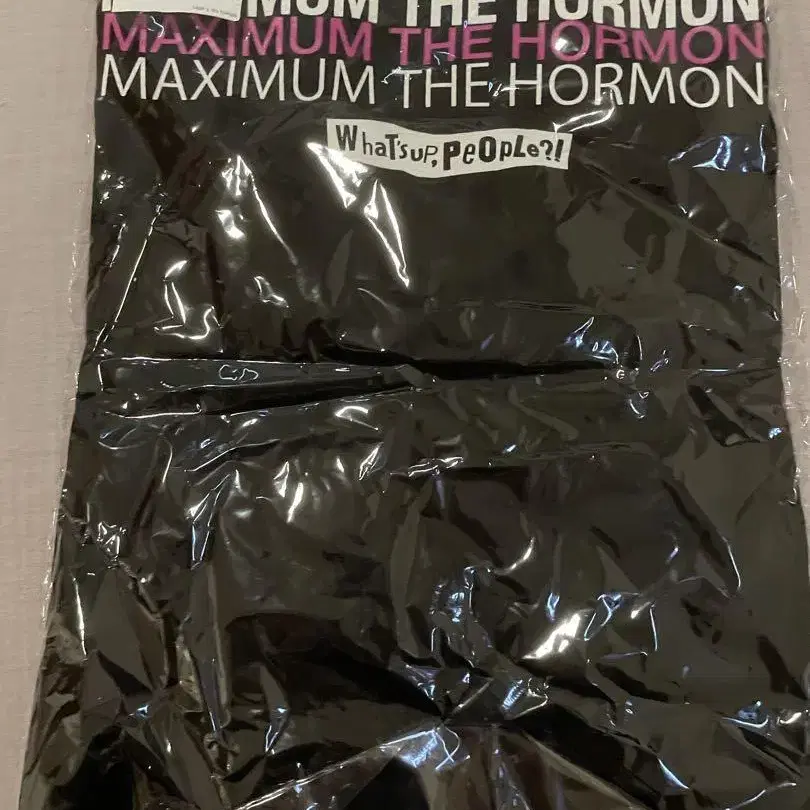 MUM THE HORMON
MAXIMUM THE HORMON
MAXIMUM THE HORMON
WHaT'S UP, PeOpLe?!